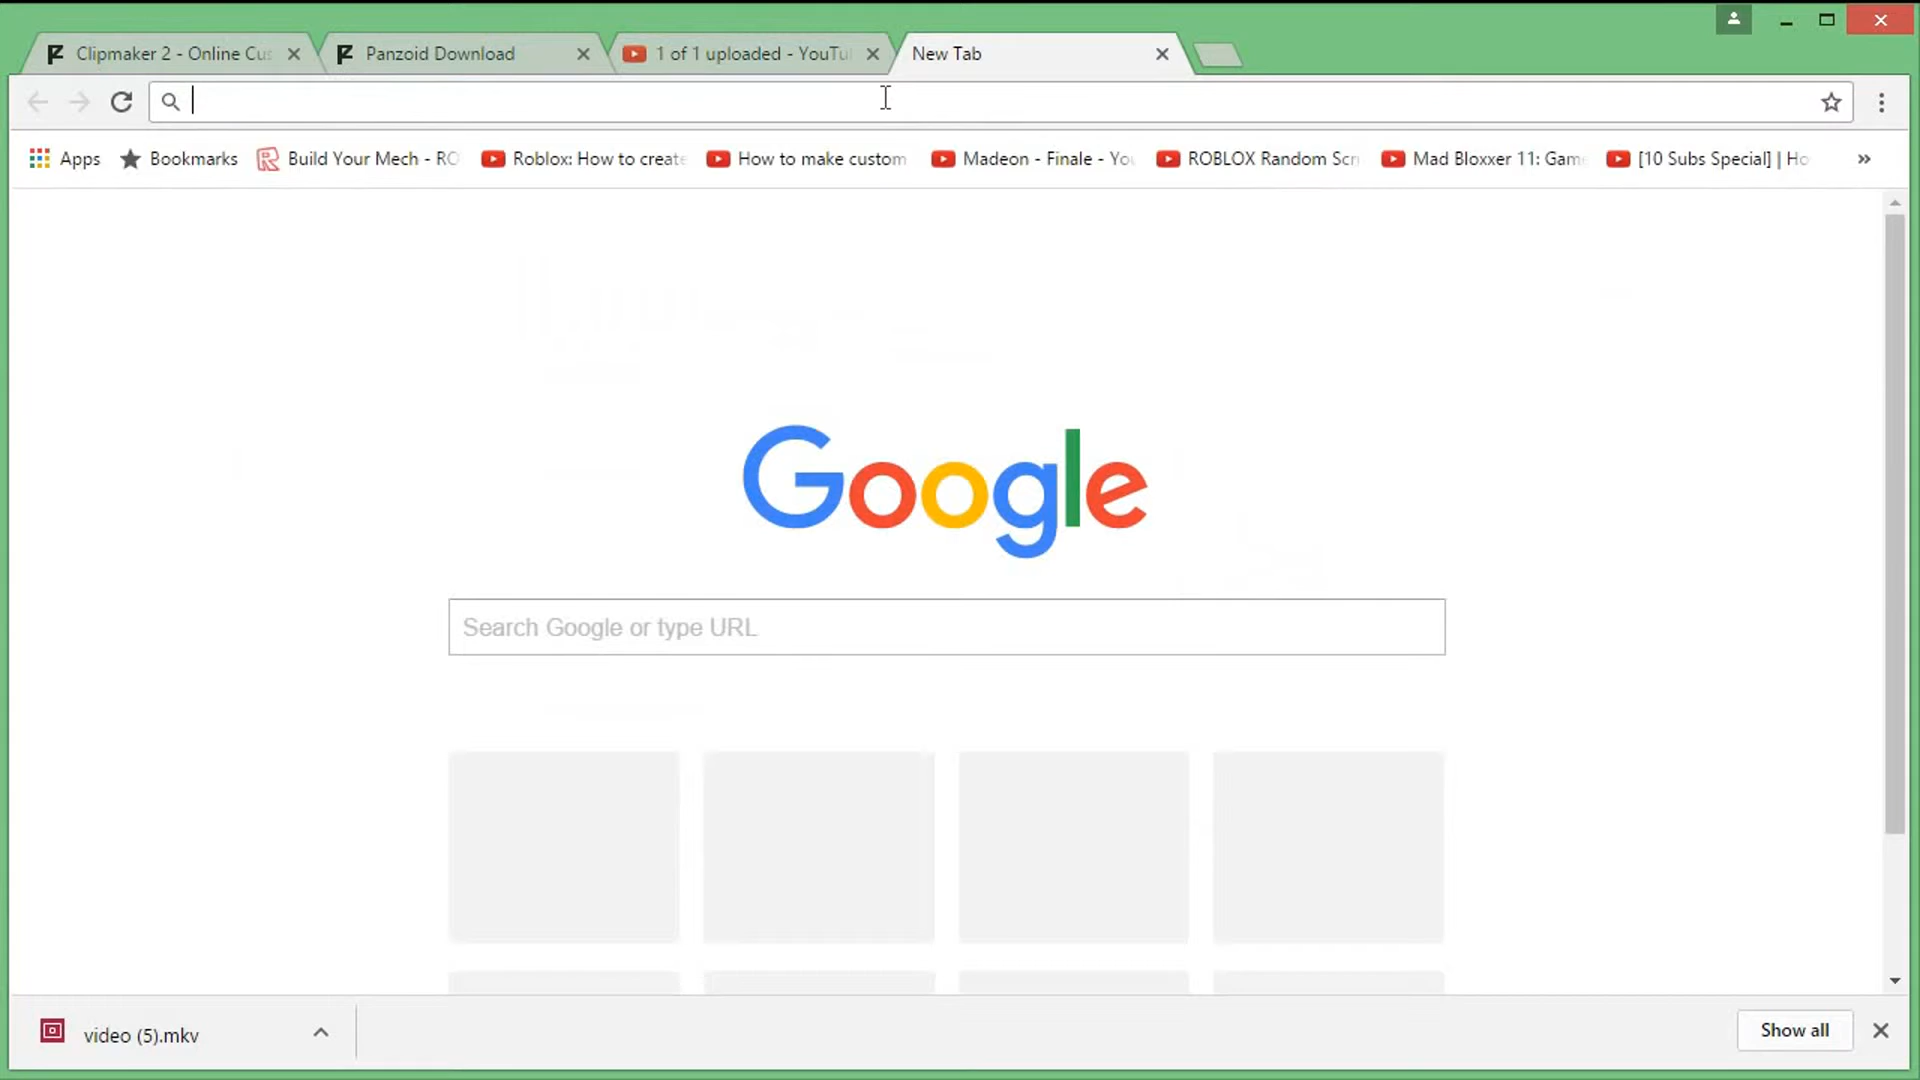 Clipmaker 2 - Online Cus
Panzoid Download
1 of 1 uploaded - YouTu
New Tab
Apps
Bookmarks
Build Your Mech - RO
Roblox: How to create
How to make custom
Madeon - Finale - You
ROBLOX Random Scr
Mad Bloxxer 11: Game
[10 Subs Special] | Ho
»
Google
Search Google or type URL
video (5).mkv
Show all